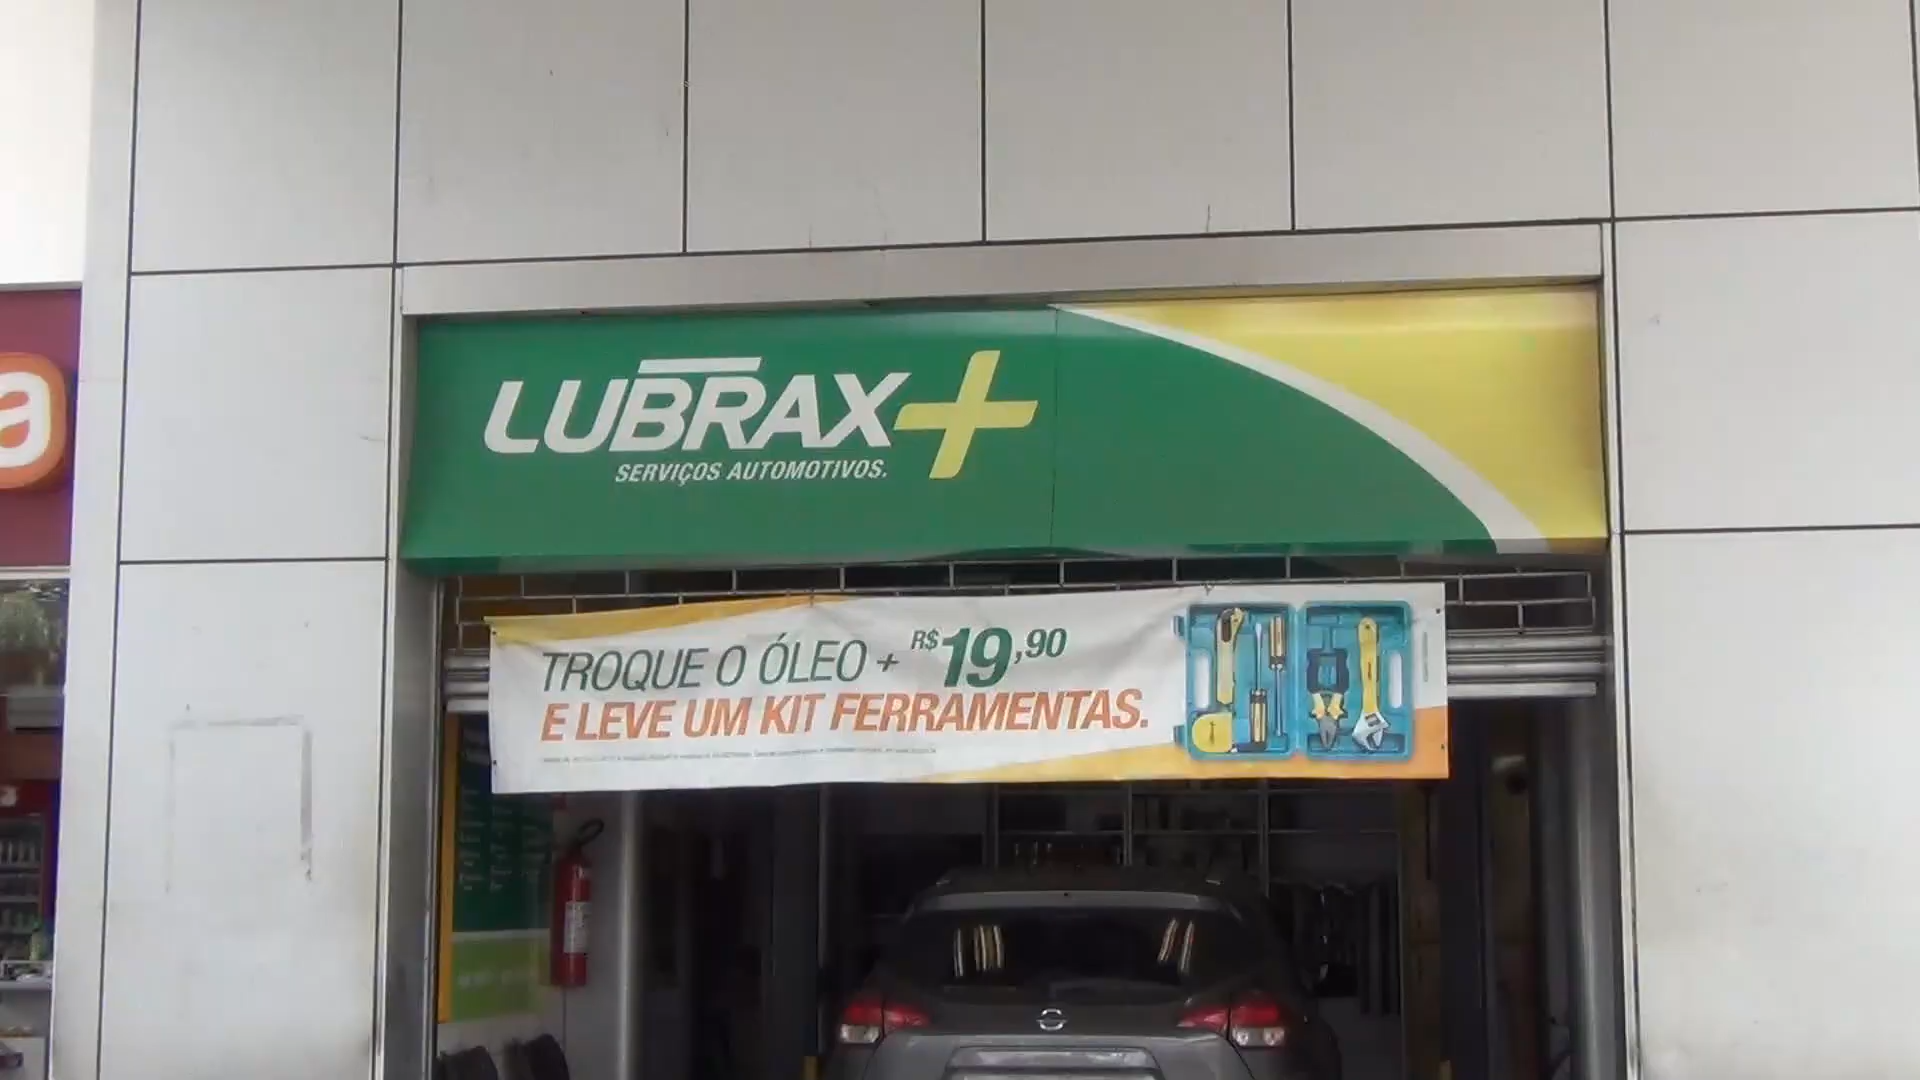 LUBRAX+
SERVIÇOS AUTOMOTIVOS.
TROQUE O ÓLEO + R$19,90
E LEVE UM KIT FERRAMENTAS.
a